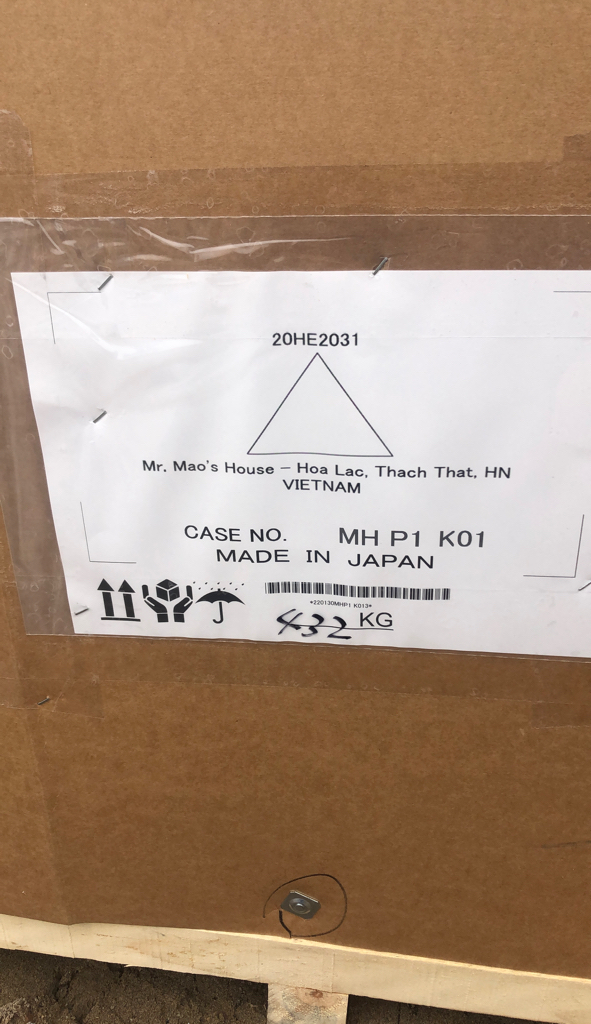 20HE2031
Mr. Mao's House – Hoa Lac, Thach That, HN
VIETNAM
CASE NO. MH P1 K01
MADE IN JAPAN
*220130MHP1 K013*
432 KG